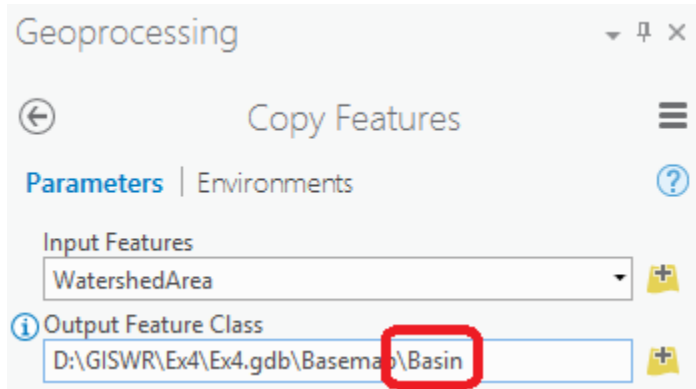 Geoprocessing
Copy Features
Parameters | Environments
Input Features
WatershedArea
Output Feature Class
D:\GISWR\Ex4\Ex4.gdb\Basemap\Basin